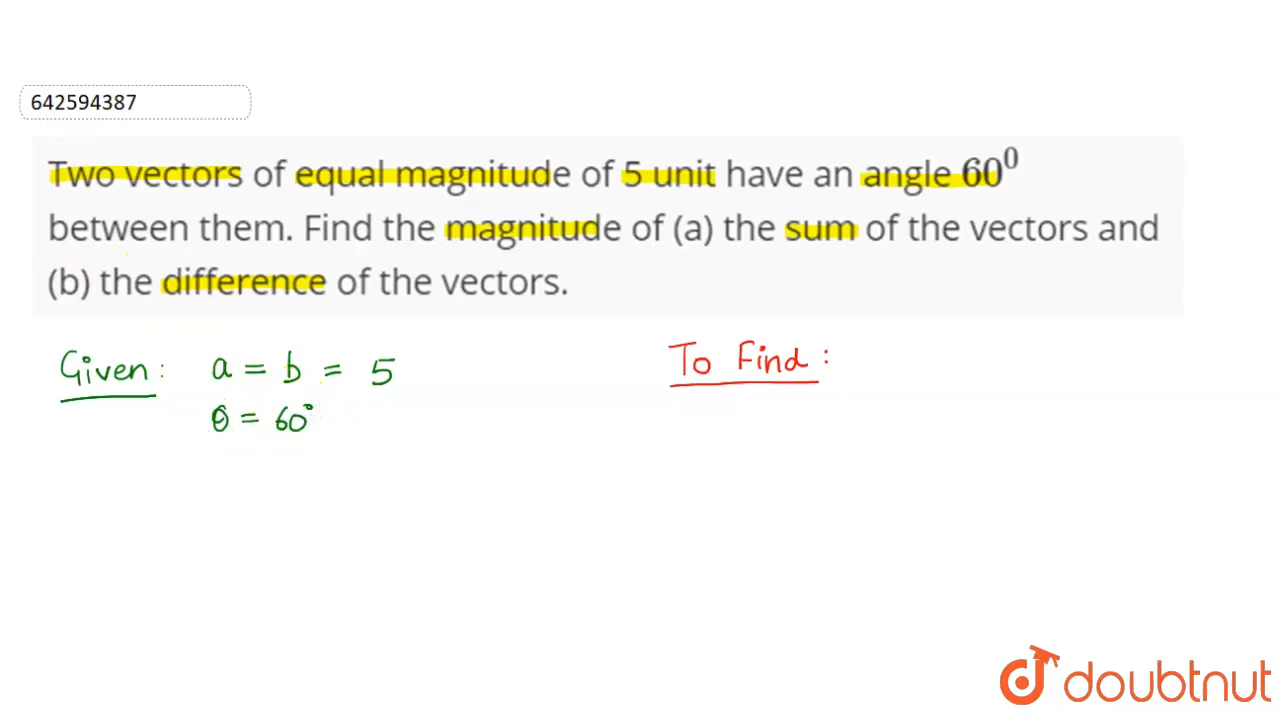 642594387
Two vectors of equal magnitude of 5 unit have an angle 60⁰
between them. Find the magnitude of (a) the sum of the vectors and
(b) the difference of the vectors.
Given: a = b = 5
To Find:
θ = 60°
doubtnut